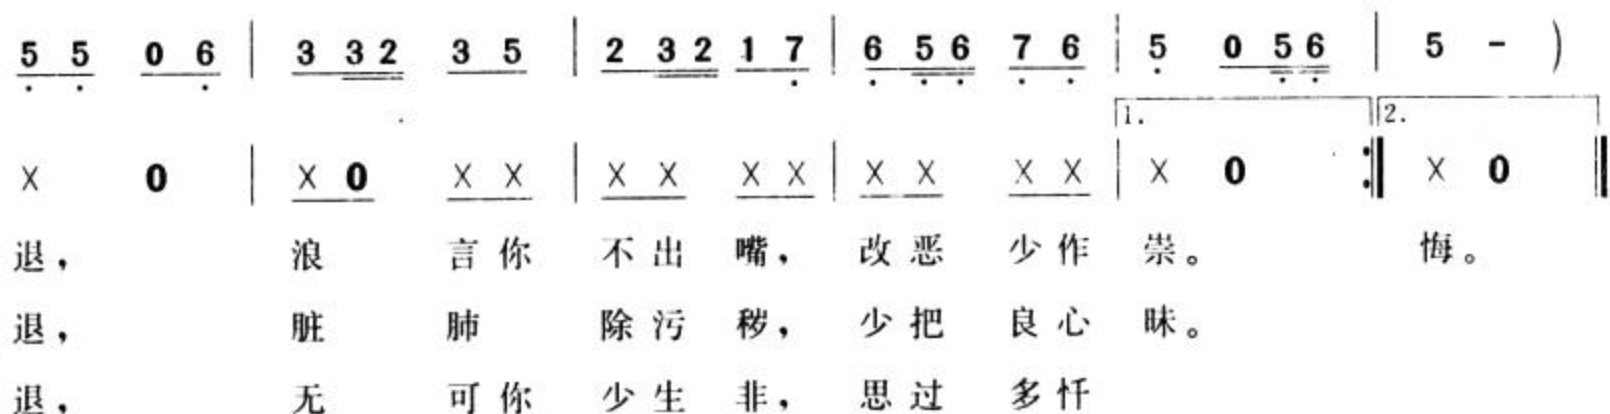 5 5 0 6 | 3 3 2 3 5 | 2 3 2 1 7 | 6 5 6 7 6 | 5 0 5 6 | 5 - )
1. 2.
X 0 | X 0 X X | X X X X | X X X X | X 0 :‖ X 0 ‖
退， 浪 言你 不出 嘴， 改恶 少作 祟。 悔。
退， 脏 肺 除污 秽， 少把 良心 昧。
退， 无 可你 少生 非， 思过 多忏